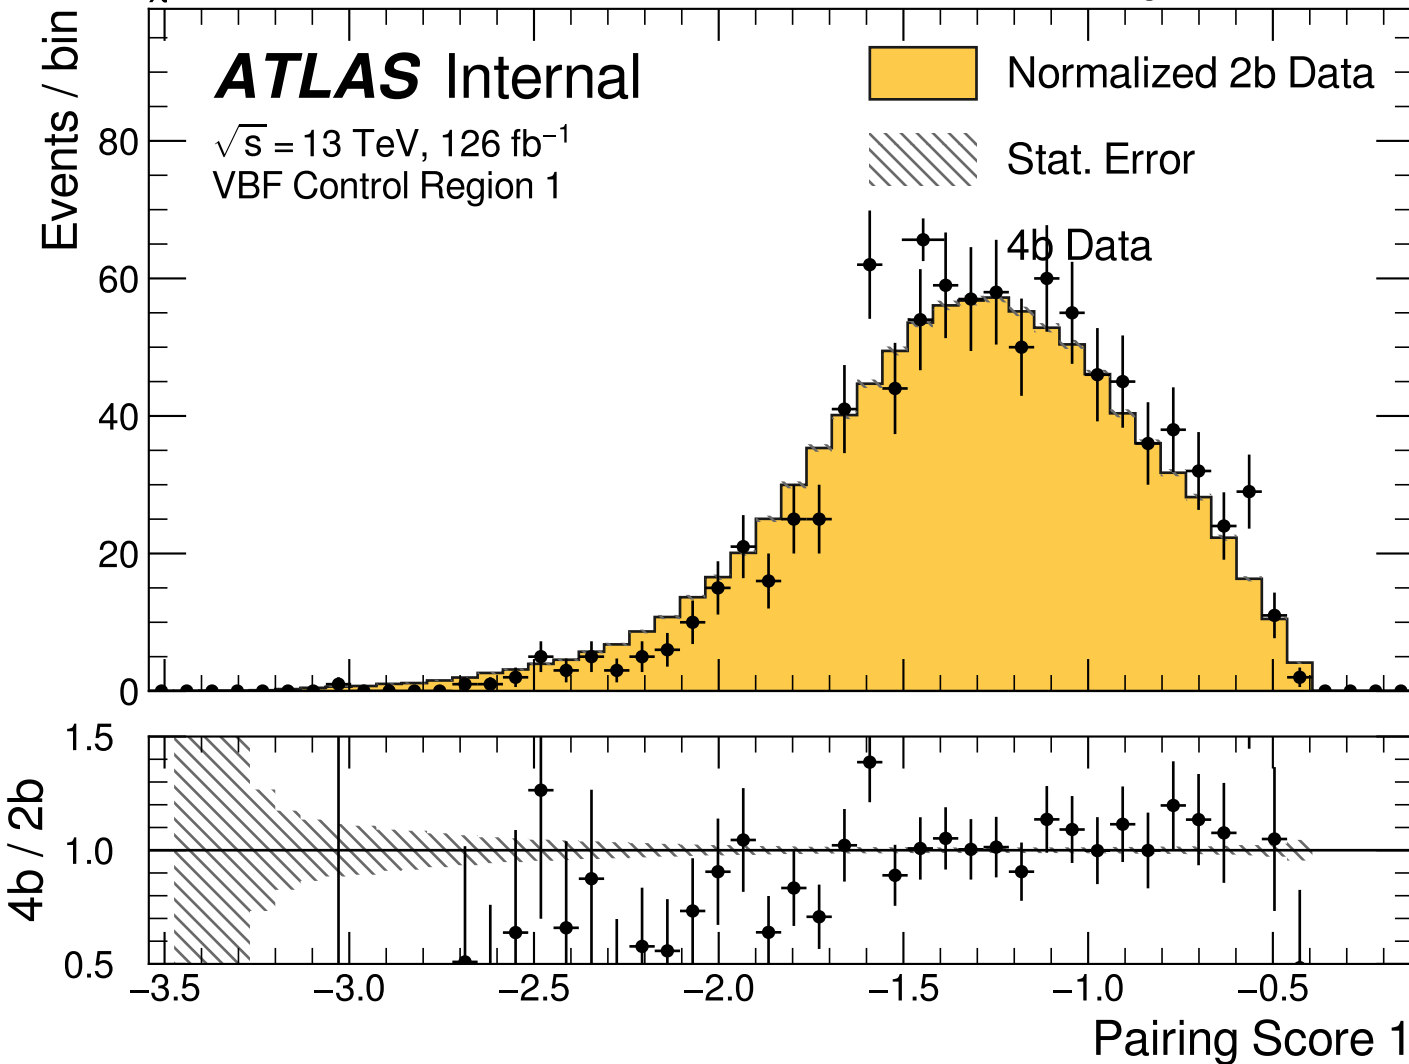 Events / bin
ATLAS Internal
√s = 13 TeV, 126 fb⁻¹
VBF Control Region 1
Normalized 2b Data
Stat. Error
4b Data
80
60
40
20
0
4b / 2b
1.5
1.0
0.5
−3.5 −3.0 −2.5 −2.0 −1.5 −1.0 −0.5
Pairing Score 1